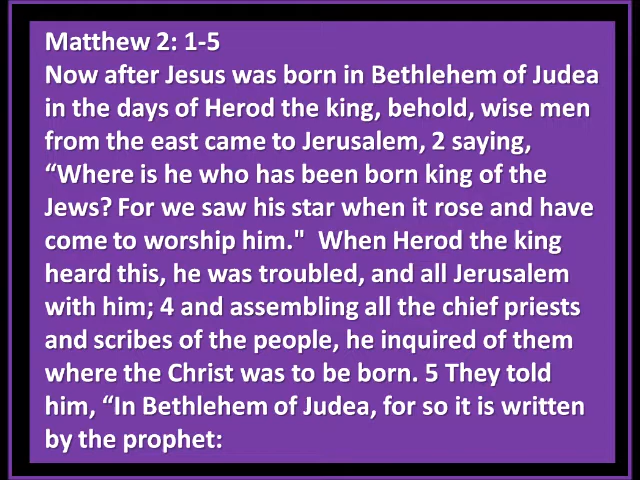 Matthew 2: 1-5
Now after Jesus was born in Bethlehem of Judea
in the days of Herod the king, behold, wise men
from the east came to Jerusalem, 2 saying,
“Where is he who has been born king of the
Jews? For we saw his star when it rose and have
come to worship him."  When Herod the king
heard this, he was troubled, and all Jerusalem
with him; 4 and assembling all the chief priests
and scribes of the people, he inquired of them
where the Christ was to be born. 5 They told
him, “In Bethlehem of Judea, for so it is written
by the prophet: